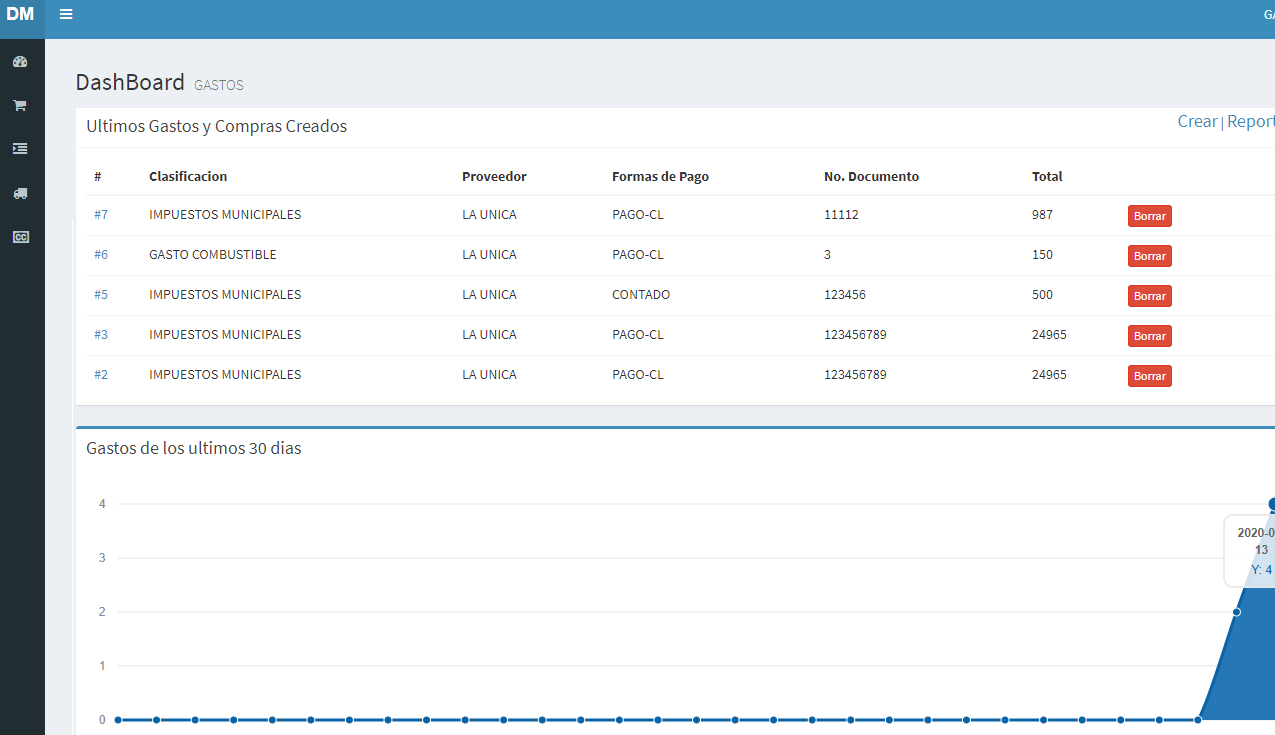 DM
DashBoard GASTOS
Ultimos Gastos y Compras Creados
Crear | Report
# Clasificacion Proveedor Formas de Pago No. Documento Total
#7 IMPUESTOS MUNICIPALES LA UNICA PAGO-CL 11112 987 Borrar
#6 GASTO COMBUSTIBLE LA UNICA PAGO-CL 3 150 Borrar
#5 IMPUESTOS MUNICIPALES LA UNICA CONTADO 123456 500 Borrar
#3 IMPUESTOS MUNICIPALES LA UNICA PAGO-CL 123456789 24965 Borrar
#2 IMPUESTOS MUNICIPALES LA UNICA PAGO-CL 123456789 24965 Borrar
Gastos de los ultimos 30 dias
4
2020-0
13
3
Y: 4
2
1
0